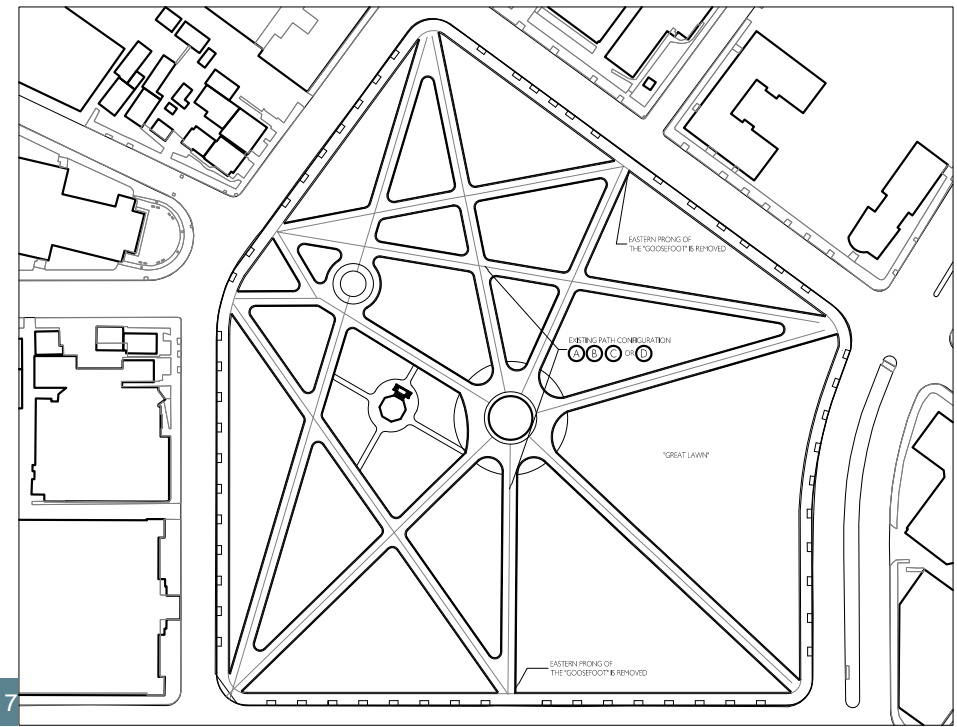 EASTERN PRONG OF
THE "GOOSEFOOT" IS REMOVED
EXISTING PATH CONFIGURATION
A B C OR D
"GREAT LAWN"
EASTERN PRONG OF
THE "GOOSEFOOT" IS REMOVED
7